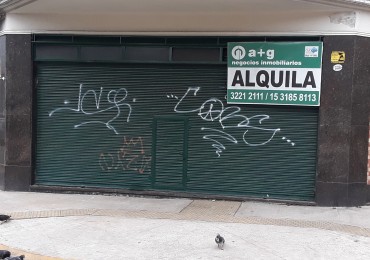 a+g
negocios inmobiliarios
ALQUILA
3221 2111 / 15 3185 8113